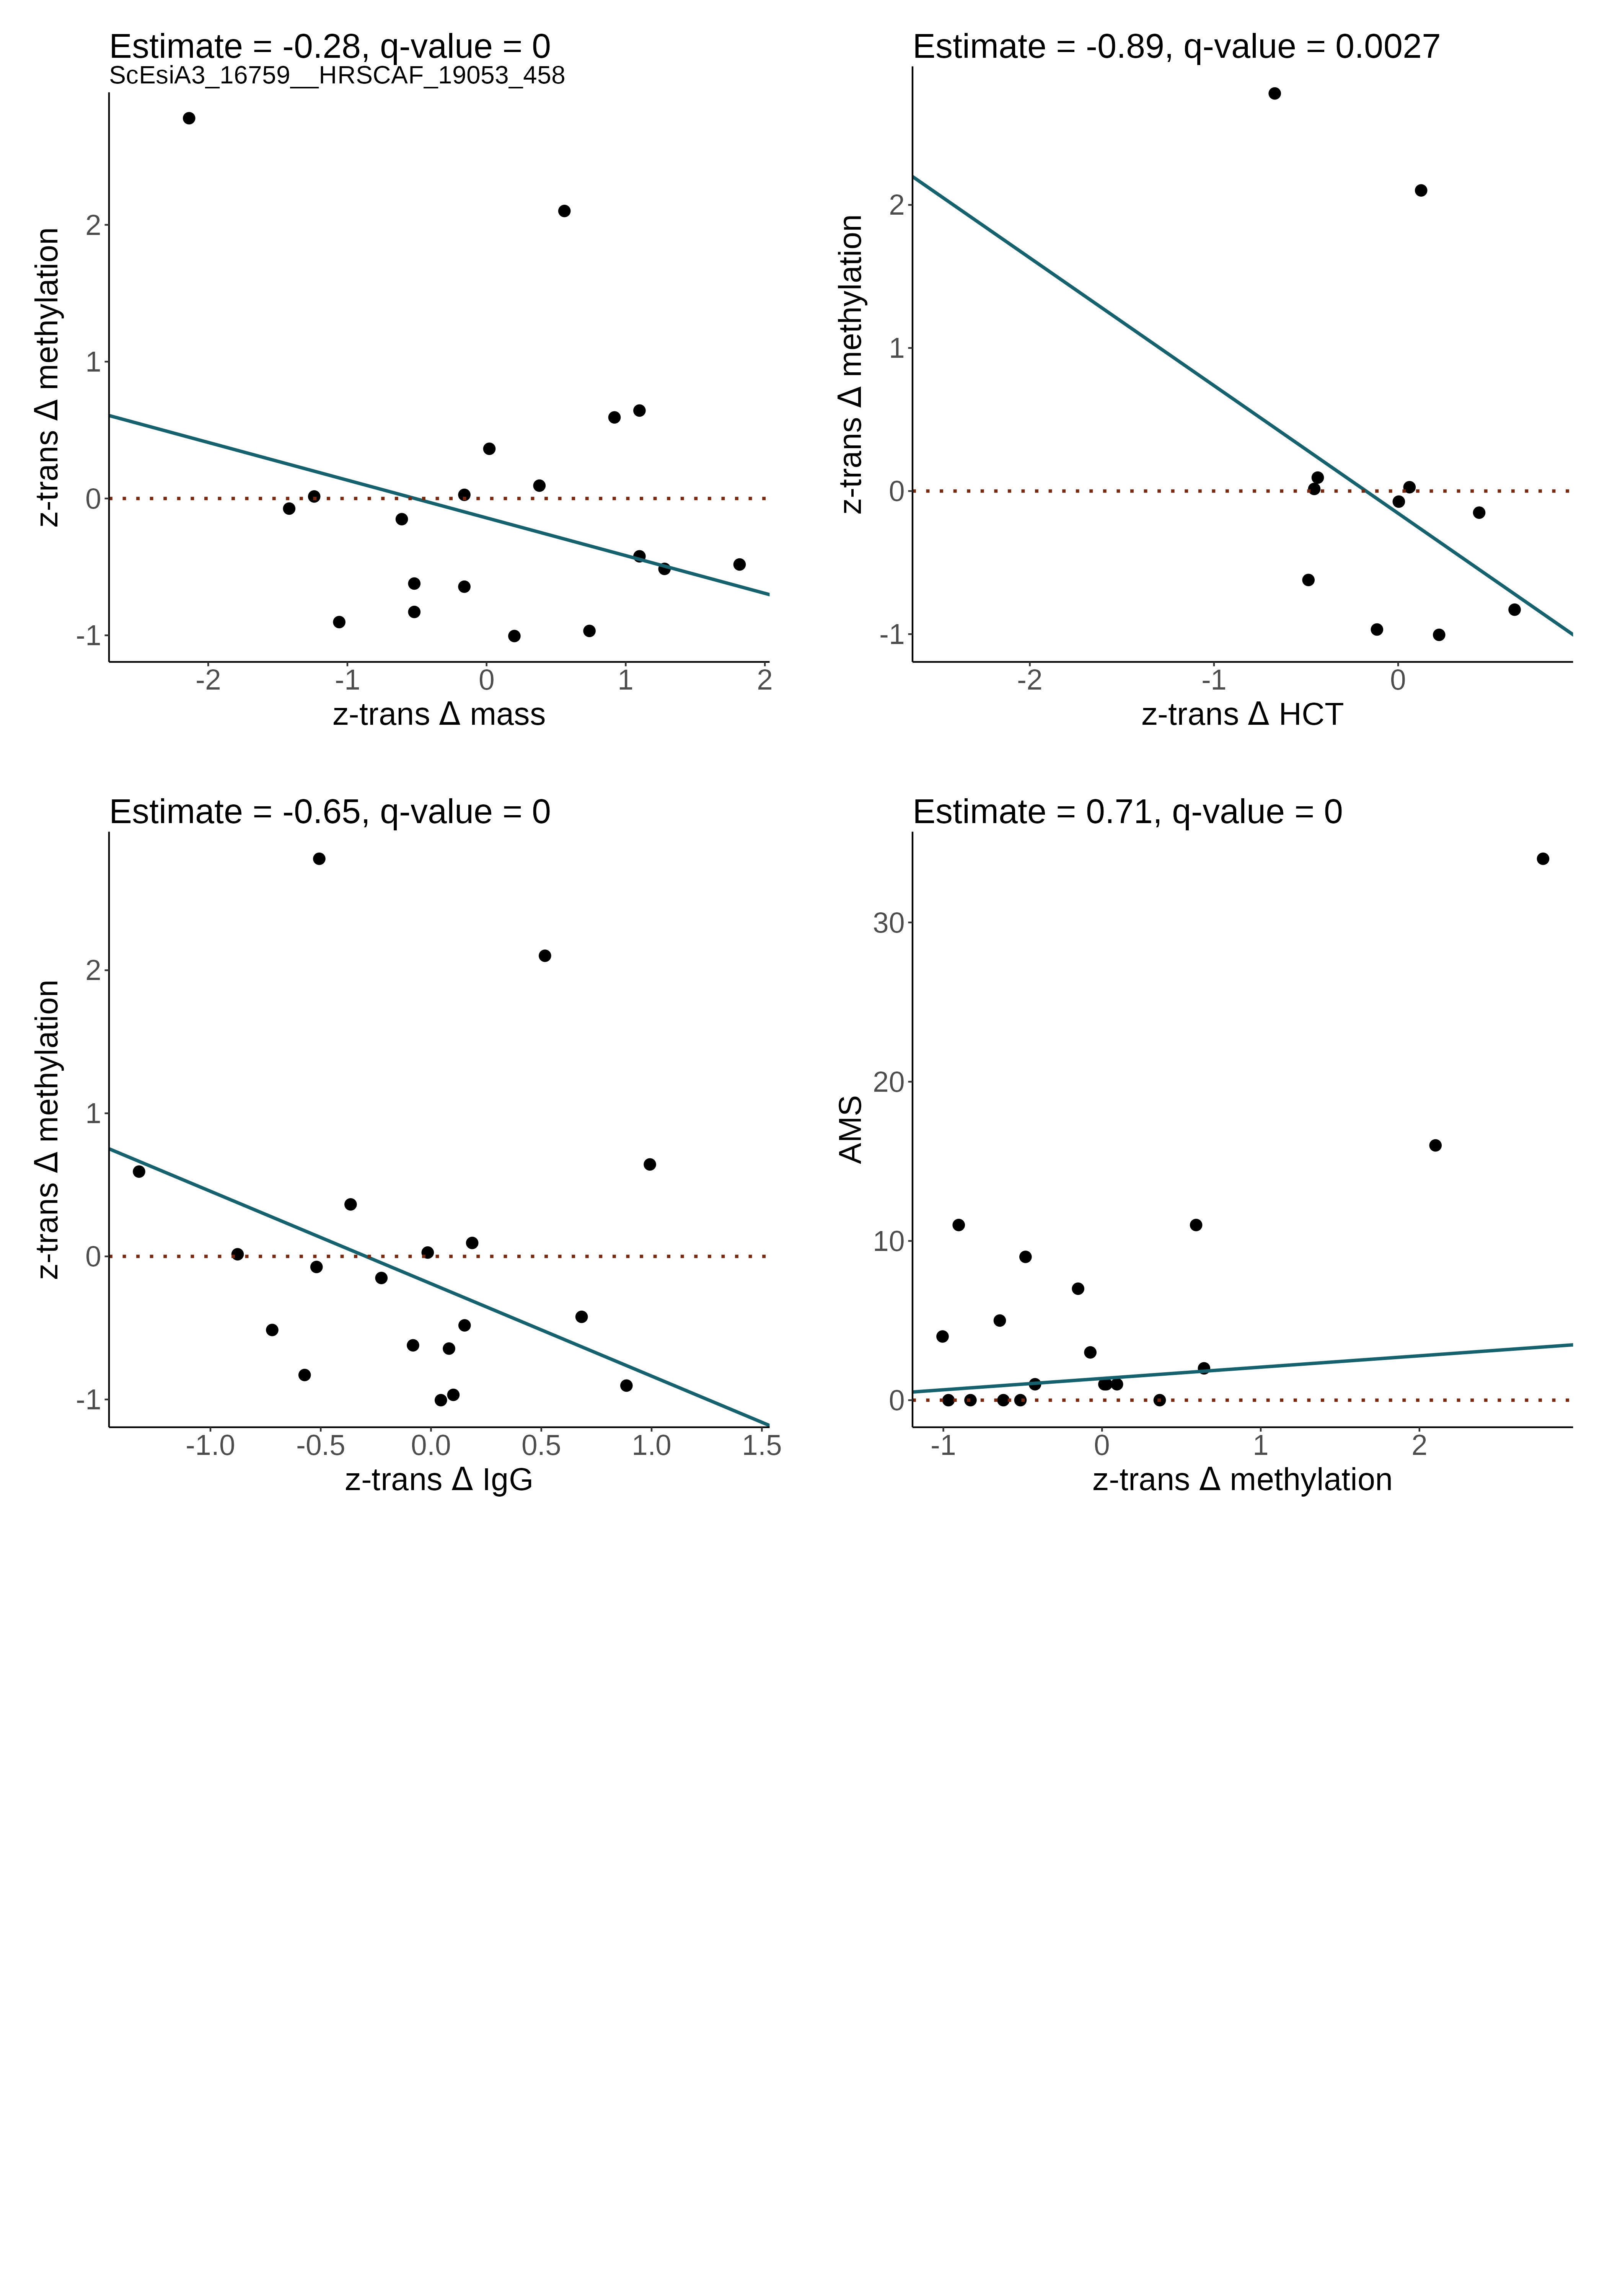 Estimate = -0.28, q-value = 0
ScEsiA3_16759__HRSCAF_19053_458
z-trans Δ methylation
2
1
0
-1
-2
-1
0
1
2
z-trans Δ mass
Estimate = -0.89, q-value = 0.0027
z-trans Δ methylation
2
1
0
-1
-2
-1
0
z-trans Δ HCT
Estimate = -0.65, q-value = 0
z-trans Δ methylation
2
1
0
-1
-1.0
-0.5
0.0
0.5
1.0
1.5
z-trans Δ IgG
Estimate = 0.71, q-value = 0
AMS
30
20
10
0
-1
0
1
2
z-trans Δ methylation